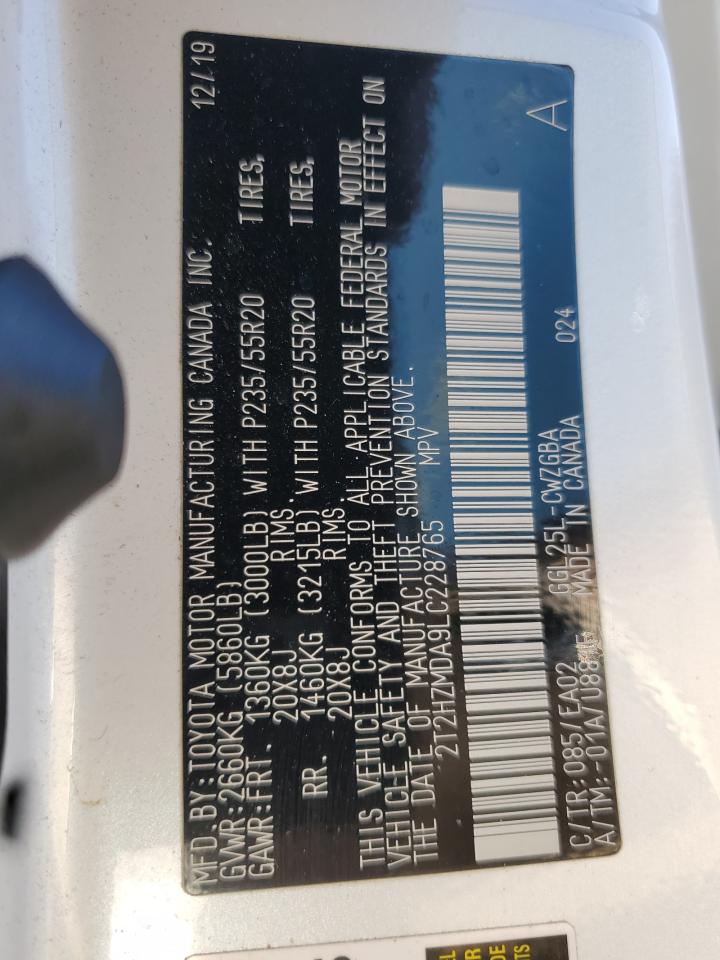 MFD. BY:TOYOTA MOTOR MANUFACTURING CANADA INC. 12/19
GVWR:2660KG (5860LB)
GAWR:FRT. 1360KG (3000LB) WITH P235/55R20 TIRES,
20X8J RIMS.
RR. 1460KG (3215LB) WITH P235/55R20 TIRES,
20X8J RIMS.
THIS VEHICLE CONFORMS TO ALL APPLICABLE FEDERAL MOTOR
VEHICLE SAFETY AND THEFT PREVENTION STANDARDS IN EFFECT ON
THE DATE OF MANUFACTURE SHOWN ABOVE.
2T2HZMDA9LC228765 MPV
A
C/TR:085/EA02 GGL25L-CWZGBA 024
A/TM:-01A/ MADE IN CANADA